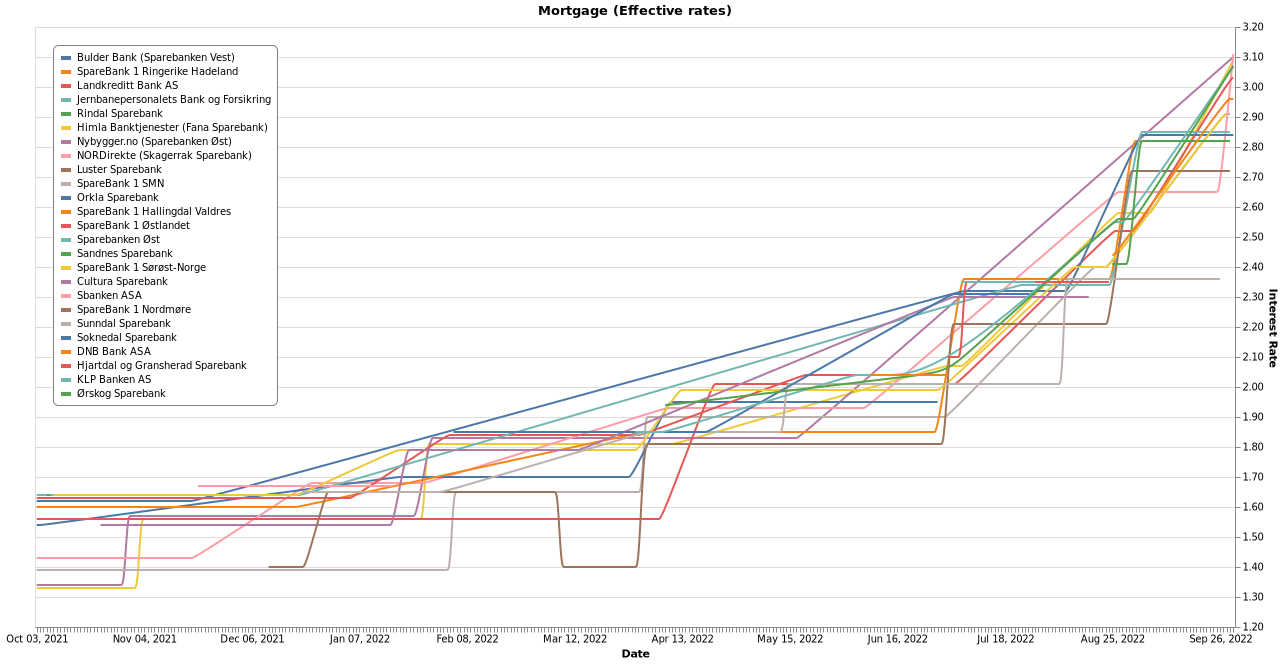 Mortgage (Effective rates)
Bulder Bank (Sparebanken Vest)
SpareBank 1 Ringerike Hadeland
Landkreditt Bank AS
Jernbanepersonalets Bank og Forsikring
Rindal Sparebank
Himla Banktjenester (Fana Sparebank)
Nybygger.no (Sparebanken Øst)
NORDirekte (Skagerrak Sparebank)
Luster Sparebank
SpareBank 1 SMN
Orkla Sparebank
SpareBank 1 Hallingdal Valdres
SpareBank 1 Østlandet
Sparebanken Øst
Sandnes Sparebank
SpareBank 1 Sørøst-Norge
Cultura Sparebank
Sbanken ASA
SpareBank 1 Nordmøre
Sunndal Sparebank
Soknedal Sparebank
DNB Bank ASA
Hjartdal og Gransherad Sparebank
KLP Banken AS
Ørskog Sparebank
3.20
3.10
3.00
2.90
2.80
2.70
2.60
2.50
2.40
2.30
2.20
2.10
2.00
1.90
1.80
1.70
1.60
1.50
1.40
1.30
1.20
Interest Rate
Oct 03, 2021 Nov 04, 2021 Dec 06, 2021 Jan 07, 2022 Feb 08, 2022 Mar 12, 2022 Apr 13, 2022 May 15, 2022 Jun 16, 2022 Jul 18, 2022 Aug 25, 2022 Sep 26, 2022
Date